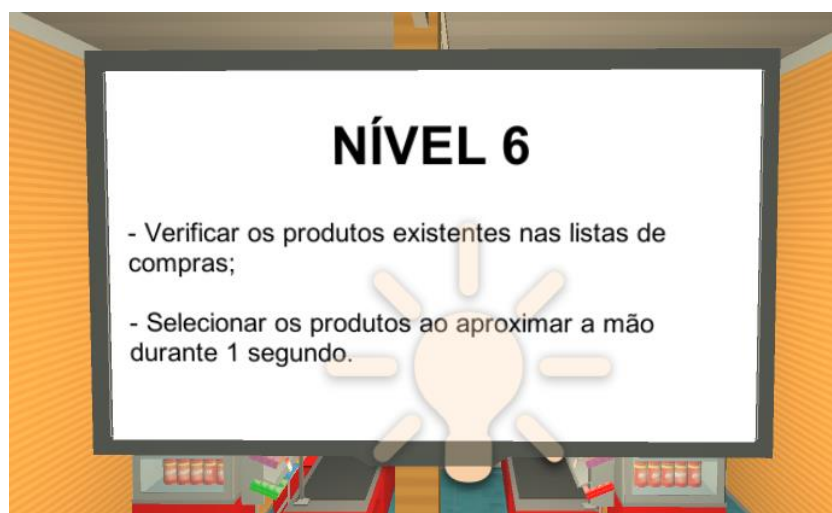 NÍVEL 6
- Verificar os produtos existentes nas listas de
compras;
- Selecionar os produtos ao aproximar a mão
durante 1 segundo.